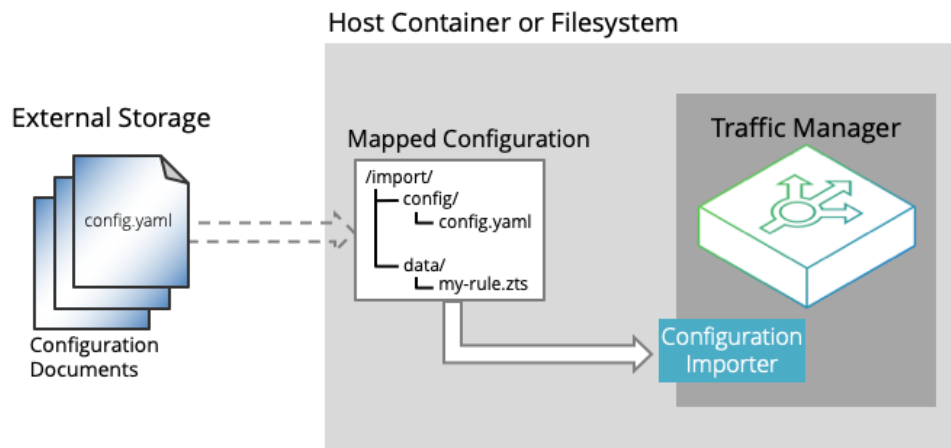 Host Container or Filesystem
External Storage
config.yaml
Configuration
Documents
Mapped Configuration
/import/
config/
config.yaml
data/
my-rule.zts
Traffic Manager
Configuration
Importer